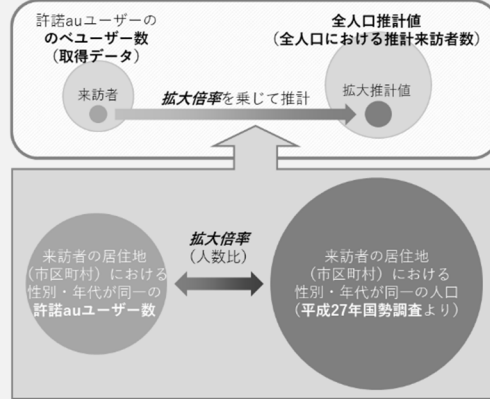 許諾auユーザーの
のべユーザー数
(取得データ)
全人口推計値
(全人口における推計来訪者数)
来訪者
拡大倍率を乗じて推計
拡大推計値
来訪者の居住地
(市区町村)における
性別・年代が同一の
許諾auユーザー数
拡大倍率
(人数比)
来訪者の居住地
(市区町村)における
性別・年代が同一の人口
(平成27年国勢調査より)